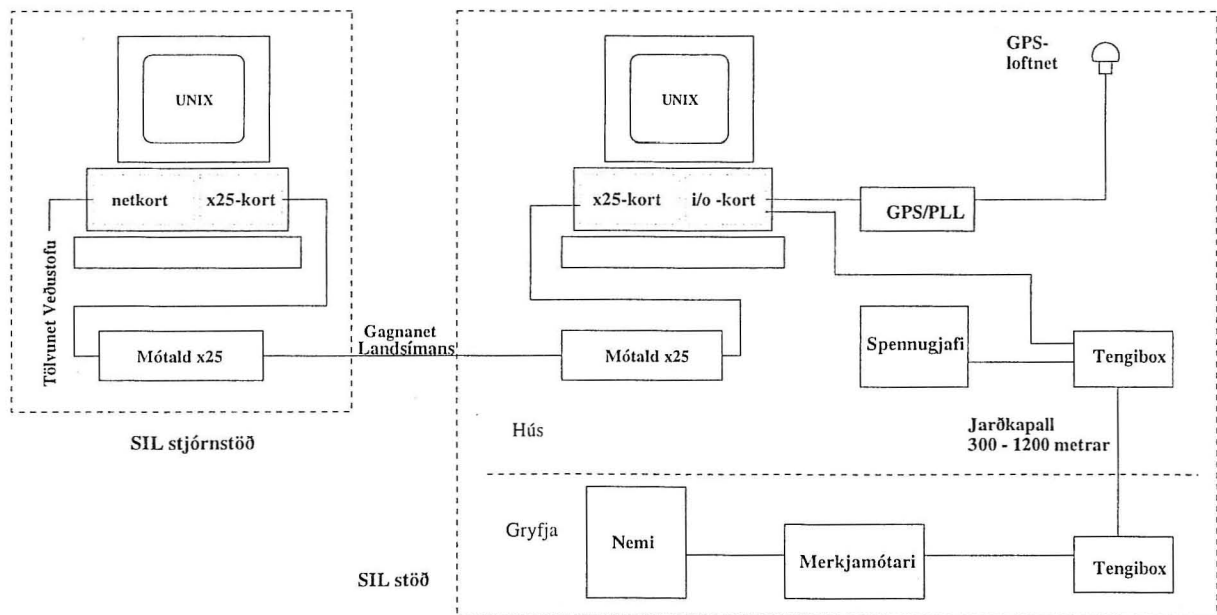 UNIX
netkort
x25-kort
Tölvunet Veðustofu
Mótald x25
SIL stjórnstöð
Gagnanet
Landsímans
UNIX
x25-kort
i/o -kort
Mótald x25
GPS-
loftnet
GPS/PLL
Spennugjafi
Tengibox
Hús
Jarðkapall
300 - 1200 metrar
Gryfja
Nemi
Merkjamótari
Tengibox
SIL stöð